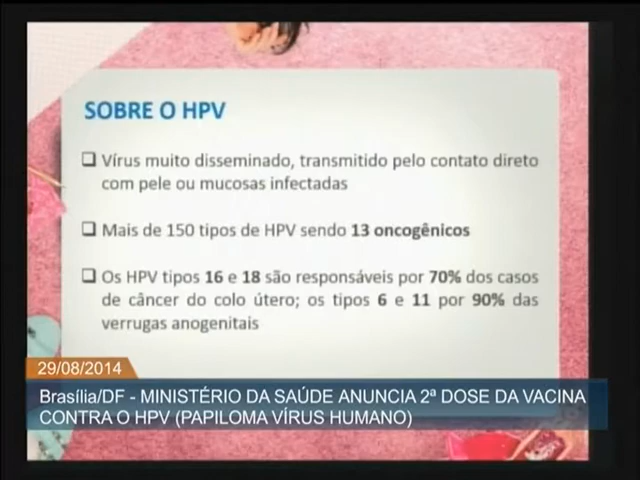 SOBRE O HPV
❑ Vírus muito disseminado, transmitido pelo contato direto
com pele ou mucosas infectadas
❑ Mais de 150 tipos de HPV sendo 13 oncogênicos
❑ Os HPV tipos 16 e 18 são responsáveis por 70% dos casos
de câncer do colo útero; os tipos 6 e 11 por 90% das
verrugas anogenitais
29/08/2014
Brasília/DF - MINISTÉRIO DA SAÚDE ANUNCIA 2ª DOSE DA VACINA
CONTRA O HPV (PAPILOMA VÍRUS HUMANO)